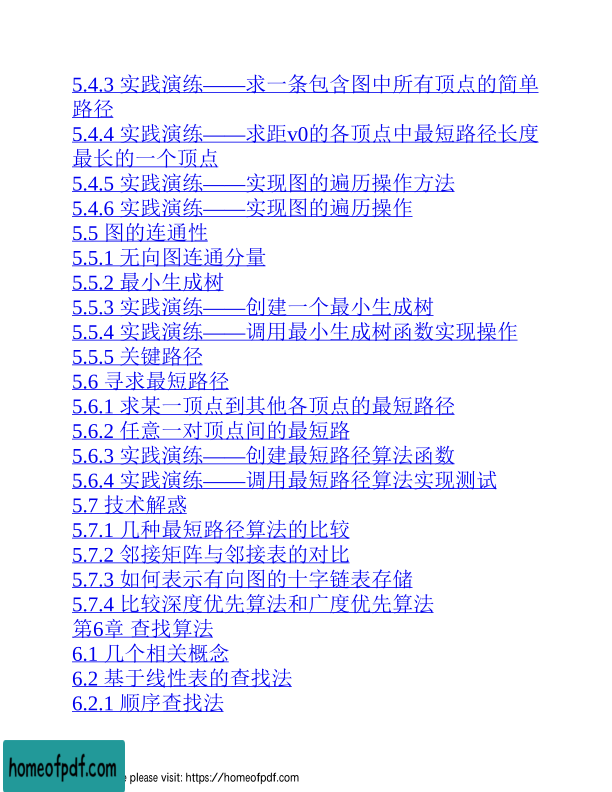 5.4.3 实践演练——求一条包含图中所有顶点的简单
路径
5.4.4 实践演练——求距v0的各顶点中最短路径长度
最长的一个顶点
5.4.5 实践演练——实现图的遍历操作方法
5.4.6 实践演练——实现图的遍历操作
5.5 图的连通性
5.5.1 无向图连通分量
5.5.2 最小生成树
5.5.3 实践演练——创建一个最小生成树
5.5.4 实践演练——调用最小生成树函数实现操作
5.5.5 关键路径
5.6 寻求最短路径
5.6.1 求某一顶点到其他各顶点的最短路径
5.6.2 任意一对顶点间的最短路
5.6.3 实践演练——创建最短路径算法函数
5.6.4 实践演练——调用最短路径算法实现测试
5.7 技术解惑
5.7.1 几种最短路径算法的比较
5.7.2 邻接矩阵与邻接表的对比
5.7.3 如何表示有向图的十字链表存储
5.7.4 比较深度优先算法和广度优先算法
第6章 查找算法
6.1 几个相关概念
6.2 基于线性表的查找法
6.2.1 顺序查找法
homeofpdf.com
e please visit: https://homeofpdf.com